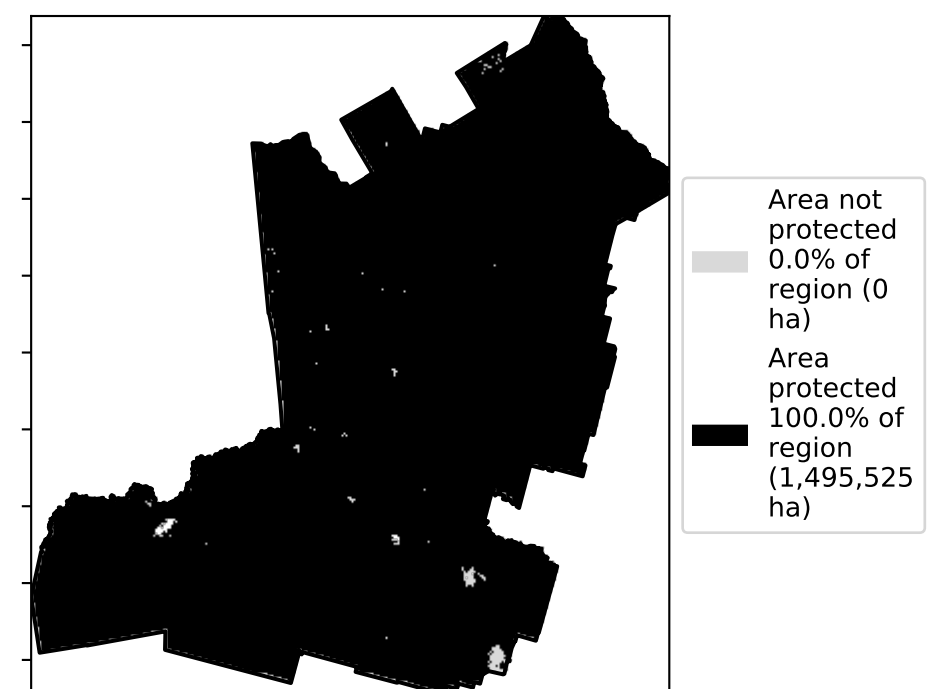 Area not
protected
0.0% of
region (0
ha)
Area
protected
100.0% of
region
(1,495,525
ha)